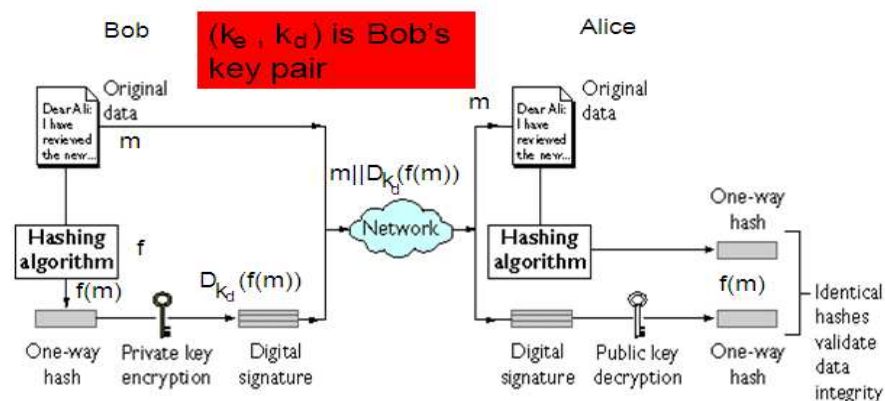 Bob
(ke , kd) is Bob's
key pair
Alice
Dear Ali:
I have
reviewed
the new...
Original
data
m
Hashing
algorithm
f
f(m)
One-way
hash
Private key
encryption
Dkd(f(m))
Digital
signature
m||Dkd(f(m))
Network
m
Dear Ali:
I have
reviewed
the new...
Original
data
Hashing
algorithm
One-way
hash
Digital
signature
Public key
decryption
f(m)
One-way
hash
Identical
hashes
validate
data
integrity